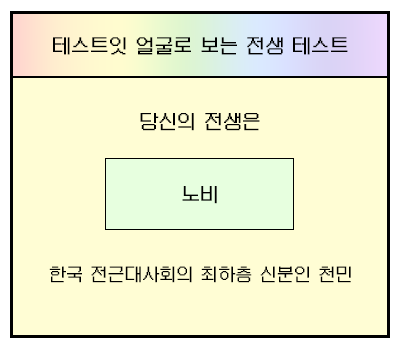 테스트잇 얼굴로 보는 전생 테스트
당신의 전생은
노비
한국 전근대사회의 최하층 신분인 천민